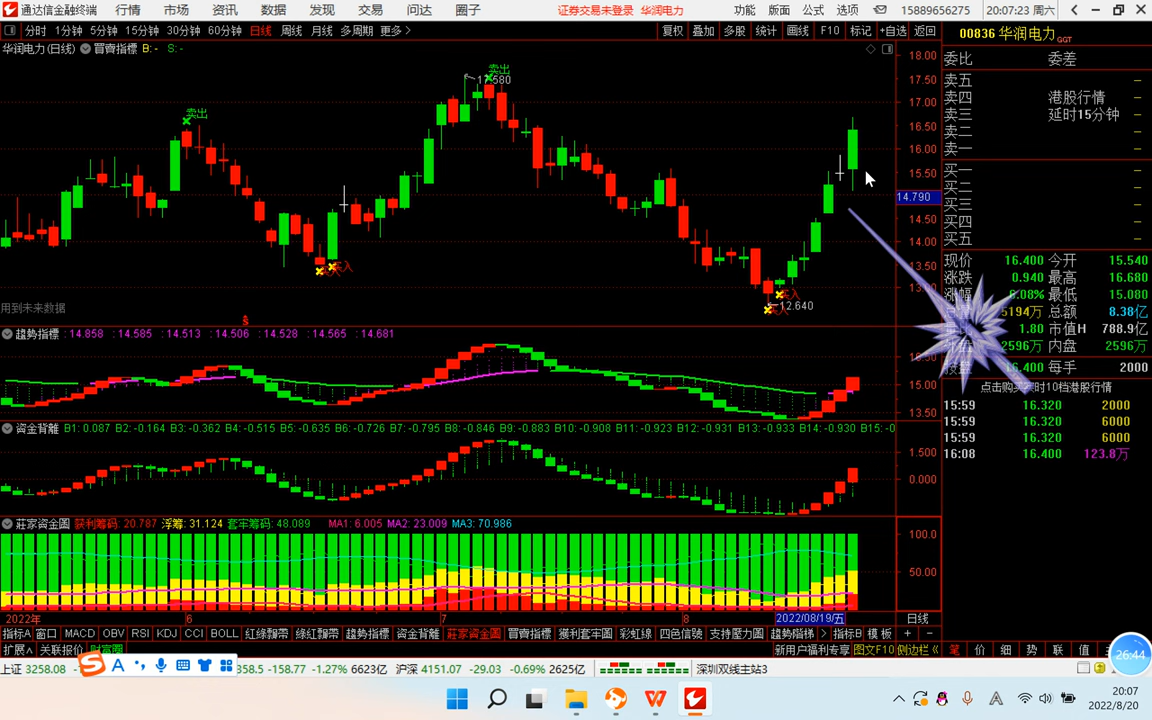 通达信金融终端 行情 市场 资讯 数据 发现 交易 问达 圈子 证券交易未登录 华润电力 功能 版面 公式 选项 15889656275 20:07:23 周六
分时 1分钟 5分钟 15分钟 30分钟 60分钟 日线 周线 月线 多周期 更多 > 复权 叠加 多股 统计 画线 F10 标记 +自选 返回
00836 华润电力 GGT
华润电力(日线) 買賣指標 B: - S: -
卖出
卖出
17.580
买入
买入
12.640
用到未来数据
18.00
17.50
17.00
16.50
16.00
15.50
14.790
14.50
14.00
13.50
委比 委差
卖五
卖四 港股行情
卖三 延时15分钟
卖二
卖一
买一
买二
买三
买四
买五
现价 16.400 今开 15.540
涨跌 0.940 最高 16.680
涨幅 6.08% 最低 15.080
5194万 总额 8.38亿
1.80 市值H 788.9亿
2596万 内盘 2596万
16.400 每手 2000
点击购买实时10档港股行情
15:59 16.320 2000
15:59 16.320 6000
15:59 16.320 6000
16:08 16.400 123.8万
趨勢指標 14.858 14.585 14.513 14.506 14.528 14.565 14.681
15.00
13.50
資金背離 B1: 0.087 B2: -0.164 B3: -0.362 B4: -0.515 B5: -0.635 B6: -0.726 B7: -0.795 B8: -0.846 B9: -0.883 B10: -0.908 B11: -0.923 B12: -0.931 B13: -0.933 B14: -0.930 B15: -0
1.500
0.000
莊家資金圖 获利筹码: 20.787 浮筹: 31.124 套牢筹码: 48.089 MA1: 6.005 MA2: 23.009 MA3: 70.986
100.0
50.00
2022年 6 7 8 2022/08/19/五 日线
指标A 窗口 MACD OBV RSI KDJ CCI BOLL 紅綠飄帶 綠紅飄帶 趨勢指標 資金背離 莊家資金圖 買賣指標 獲利套牢圖 彩虹線 四色信號 支持壓力圖 趨勢指標 > 指标B 模板 + -
扩展∧ 关联报价 财富圈 新用户福利专享 图文F10 侧边栏《 笔 价 细 势 联 值
上证 3258.08 358.5 -158.77 -1.27% 6623亿 沪深 4151.07 -29.03 -0.69% 2625亿 深圳双线主站3
26:44
20:07
2022/8/20